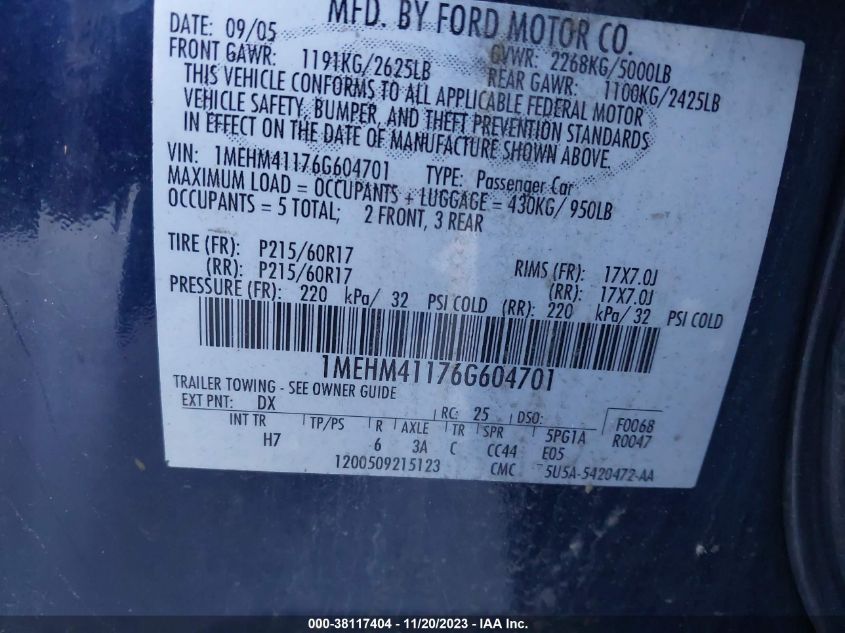 MFD. BY FORD MOTOR CO.
DATE: 09/05 GVWR: 2268KG/5000LB
FRONT GAWR: 1191KG/2625LB REAR GAWR: 1100KG/2425LB
THIS VEHICLE CONFORMS TO ALL APPLICABLE FEDERAL MOTOR
VEHICLE SAFETY, BUMPER, AND THEFT PREVENTION STANDARDS
IN EFFECT ON THE DATE OF MANUFACTURE SHOWN ABOVE.
VIN: 1MEHM41176G604701 TYPE: Passenger Car
MAXIMUM LOAD = OCCUPANTS + LUGGAGE = 430KG/ 950LB
OCCUPANTS = 5 TOTAL; 2 FRONT, 3 REAR
TIRE (FR): P215/60R17 RIMS (FR): 17X7.0J
(RR): P215/60R17 (RR): 17X7.0J
PRESSURE (FR): 220 kPa/ 32 PSI COLD (RR): 220 kPa/ 32 PSI COLD
1MEHM41176G604701
TRAILER TOWING - SEE OWNER GUIDE
EXT PNT: DX RC: 25 DSO: F0068
INT TR TP/PS R AXLE TR SPR 5PG1A R0047
H7 6 3A C CC44 E05
1200509215123 CMC 5U5A-5420472-AA
000-38117404 - 11/20/2023 - IAA Inc.